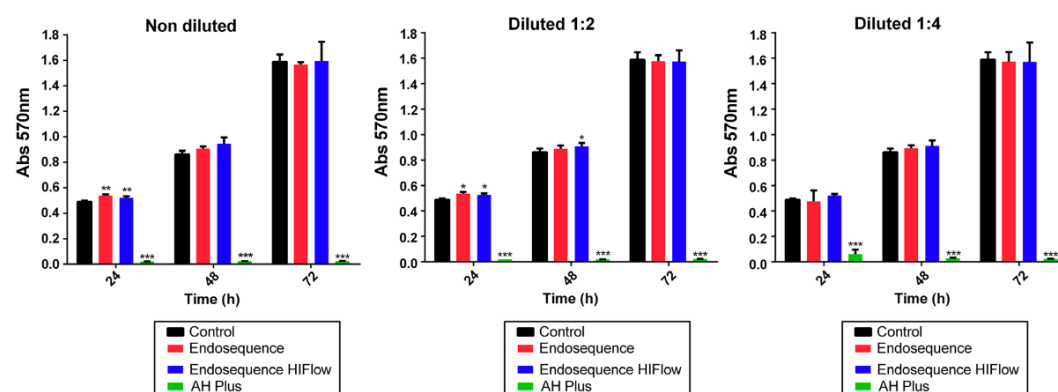 Non diluted
Abs 570nm
1.8
1.6
1.4
1.2
1.0
0.8
0.6
0.4
0.2
0.0
**
**
***
***
***
24
48
72
Time (h)
Control
Endosequence
Endosequence HIFlow
AH Plus
Diluted 1:2
Abs 570nm
1.8
1.6
1.4
1.2
1.0
0.8
0.6
0.4
0.2
0.0
*
*
***
*
***
***
24
48
72
Time (h)
Control
Endosequence
Endosequence HIFlow
AH Plus
Diluted 1:4
Abs 570nm
1.8
1.6
1.4
1.2
1.0
0.8
0.6
0.4
0.2
0.0
***
***
***
24
48
72
Time (h)
Control
Endosequence
Endosequence HIFlow
AH Plus